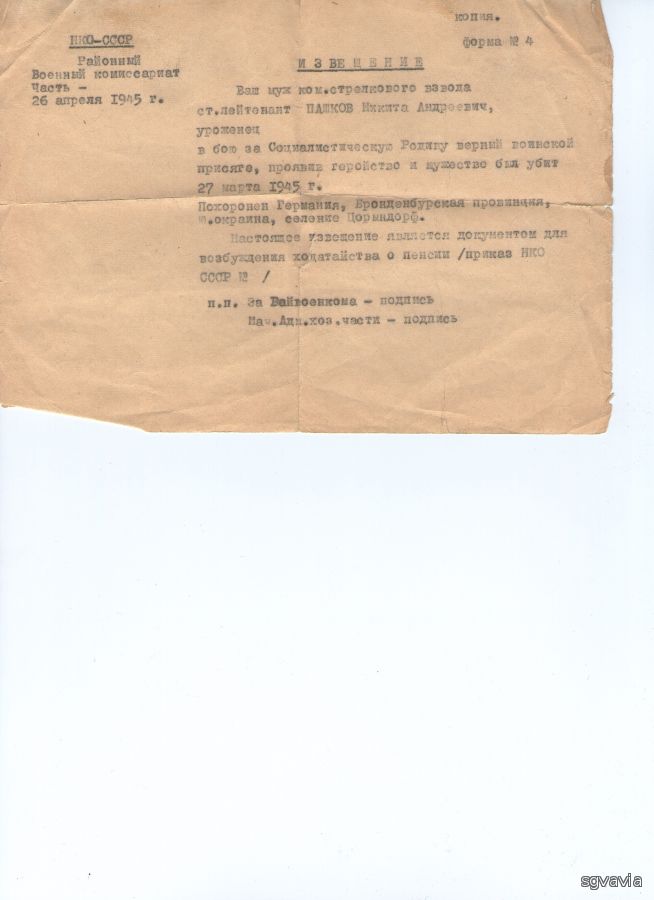 копия.
НКО-СССР
форма № 4
Районный
Военный комиссариат
Часть -
26 апреля 1945 г.
ИЗВЕЩЕНИЕ
Ваш муж ком.стрелкового взвода
ст.лейтенант ПАШКОВ Никита Андреевич,
уроженец
в бою за Социалистическую Родину верный воинской
присяге, проявив геройство и мужество был убит
27 марта 1945 г.
Похоронен Германия, Бронденбурская провинция,
ю.окраина, селение Цорындорф.
Настоящее извещение является документом для
возбуждения ходатайства о пенсии /приказ НКО
СССР № /
п.п. За Райвоенкома - подпись
Нач.Адм.хоз.части - подпись
sgvavia